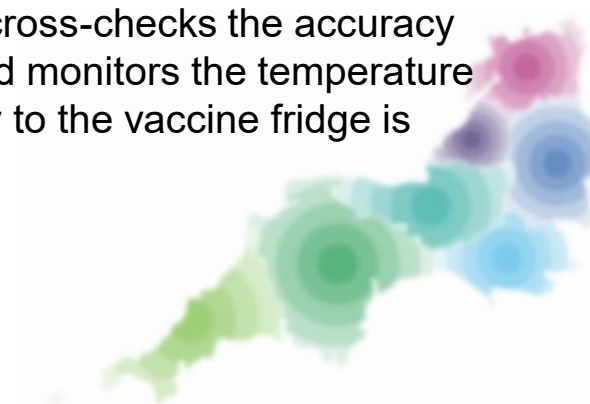 cross-checks the accuracy
d monitors the temperature
to the vaccine fridge is